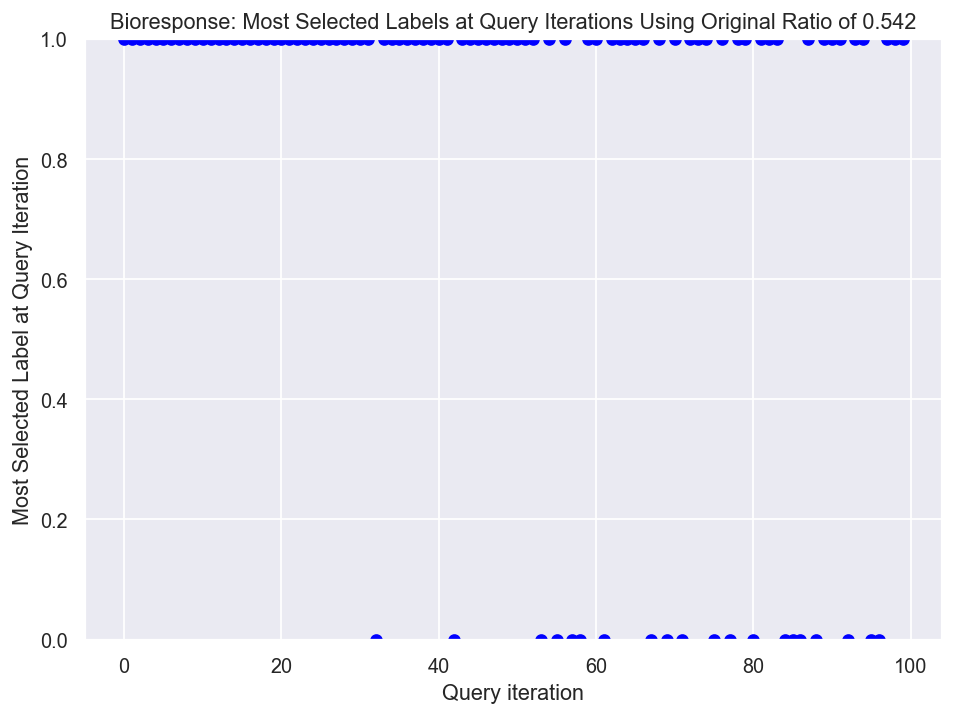 Bioresponse: Most Selected Labels at Query Iterations Using Original Ratio of 0.542
Most Selected Label at Query Iteration
1.0
0.8
0.6
0.4
0.2
0.0
0 20 40 60 80 100
Query iteration